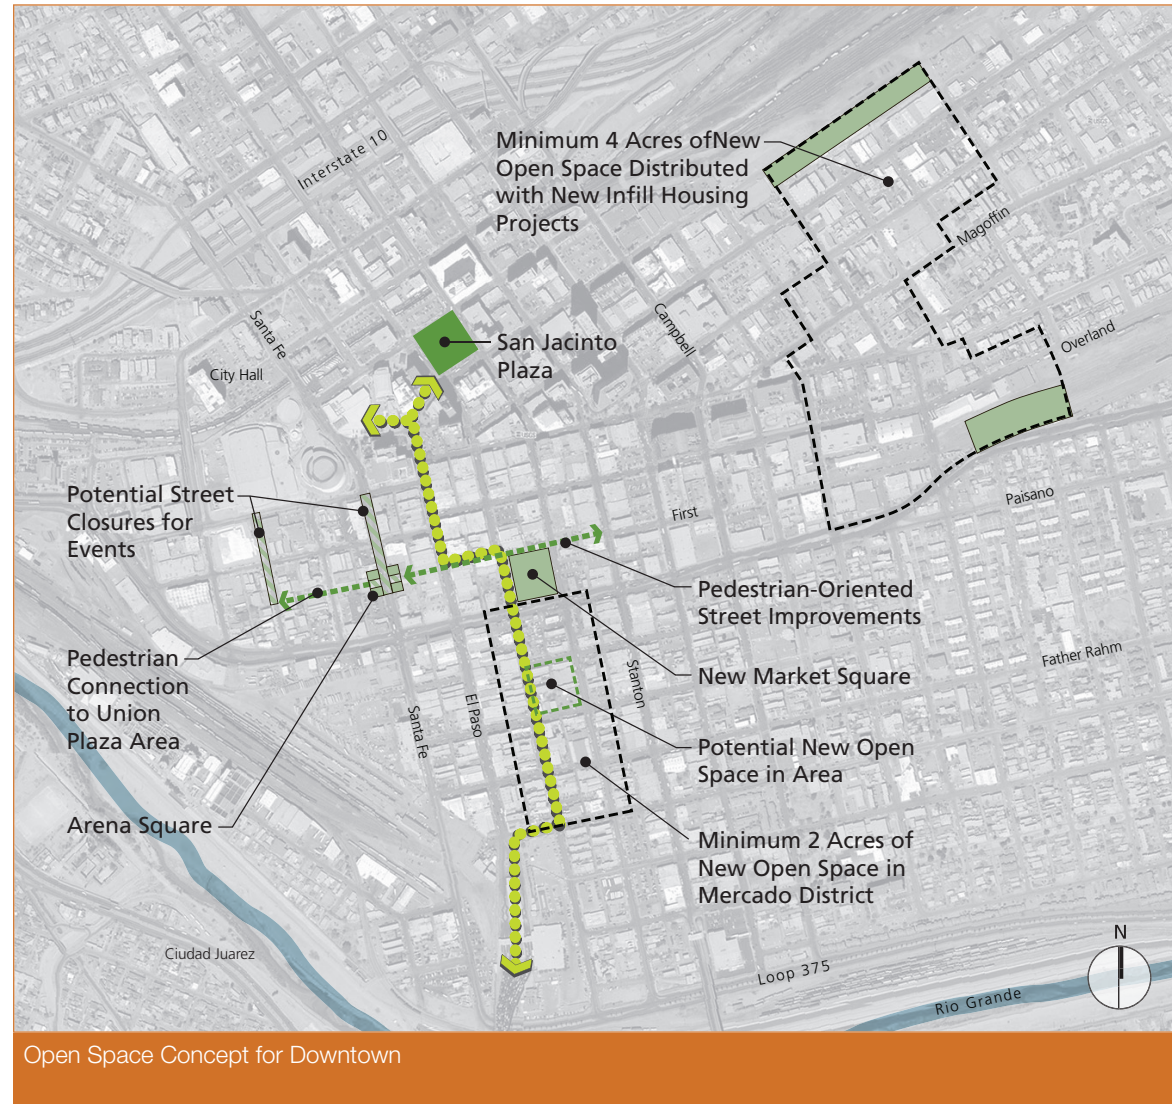 Interstate 10
Minimum 4 Acres ofNew
Open Space Distributed
with New Infill Housing
Projects
Magoffin
Santa Fe
Campbell
Overland
San Jacinto
Plaza
City Hall
Potential Street
Closures for
Events
First
Paisano
Pedestrian-Oriented
Street Improvements
Pedestrian
Connection
to Union
Plaza Area
New Market Square
Father Rahm
Stanton
El Paso
Santa Fe
Potential New Open
Space in Area
Arena Square
Minimum 2 Acres of
New Open Space in
Mercado District
Ciudad Juarez
Loop 375
N
Rio Grande
Open Space Concept for Downtown